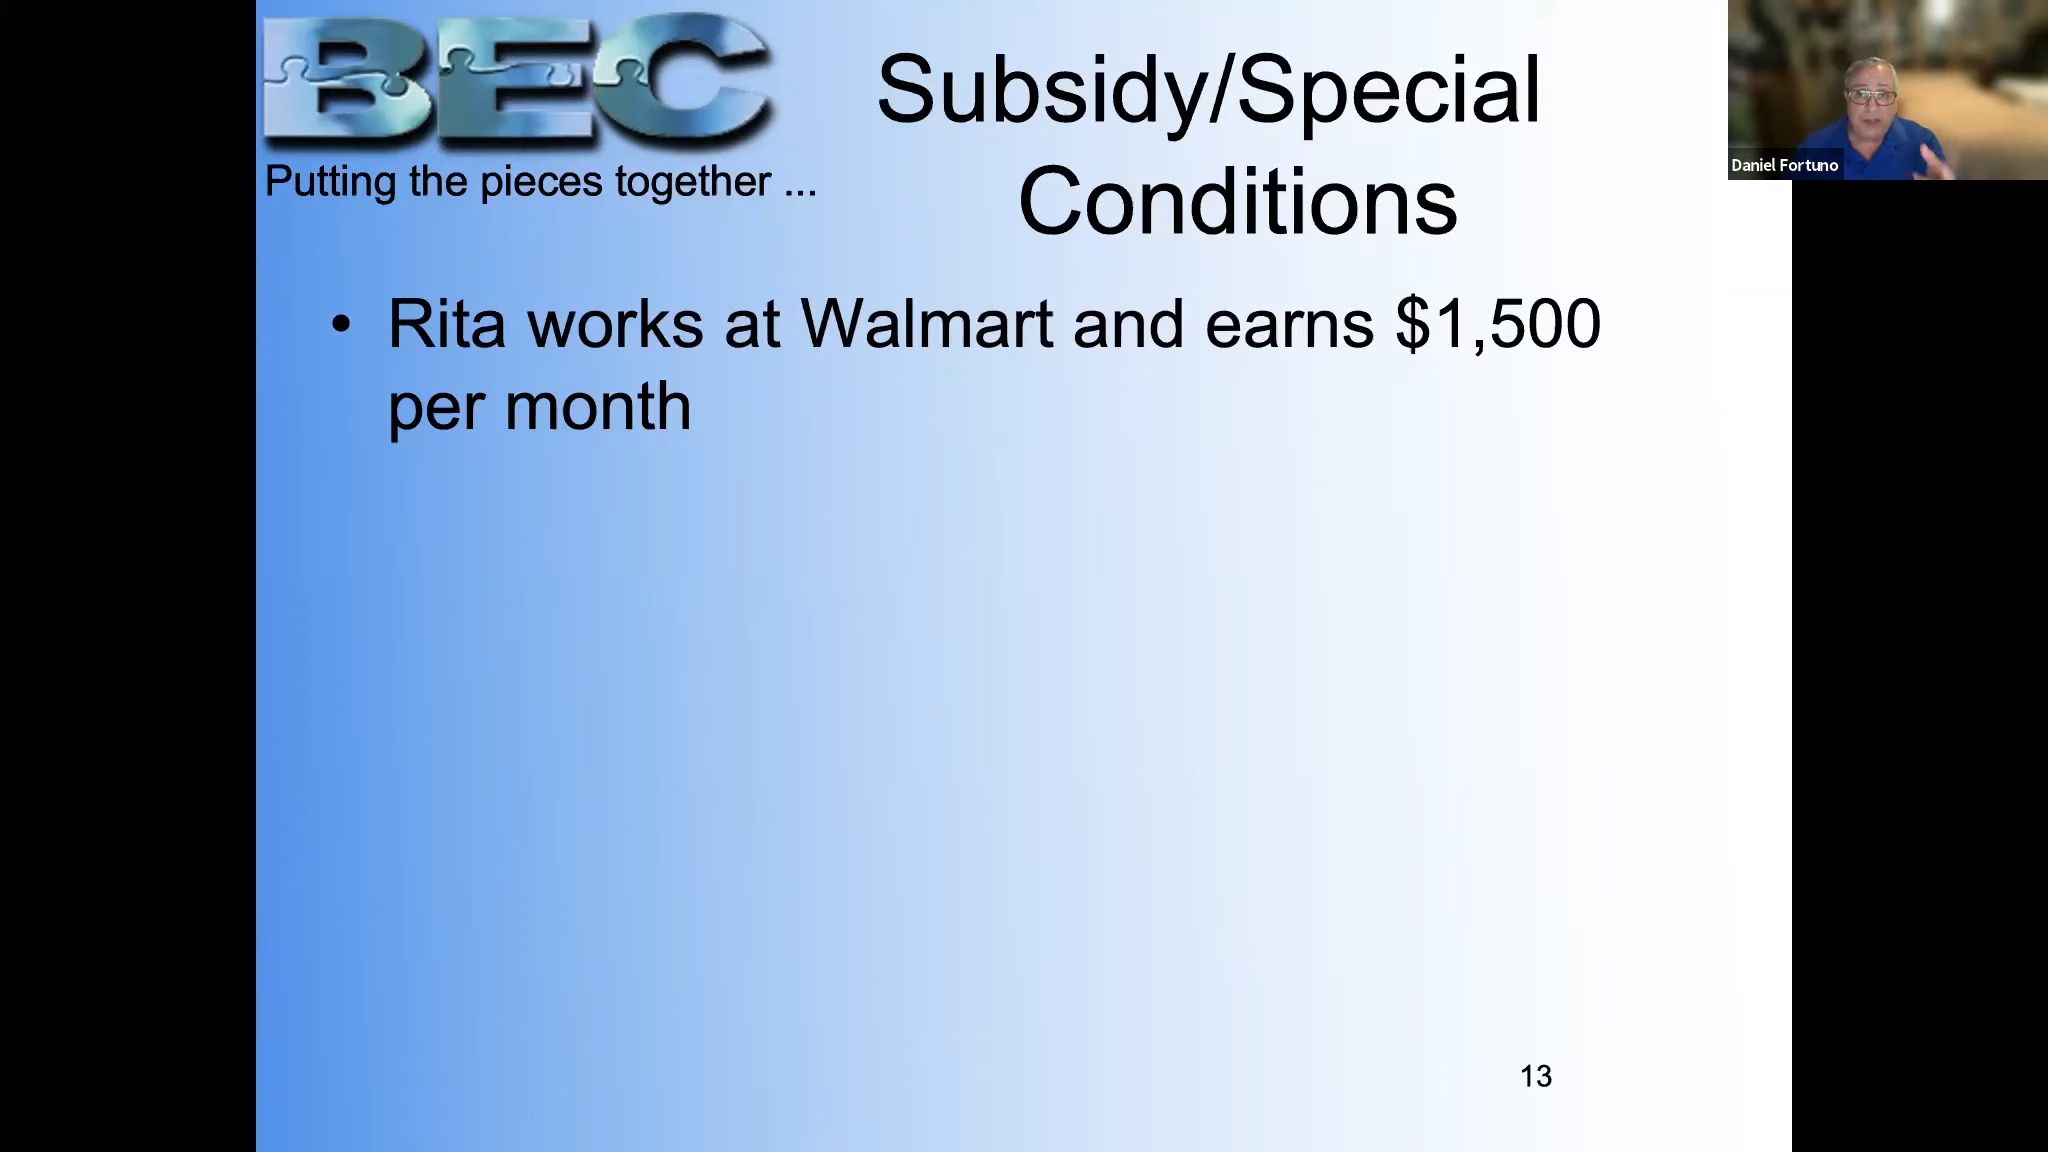 BEC
Putting the pieces together ...
Subsidy/Special
Conditions
Daniel Fortuno
• Rita works at Walmart and earns $1,500
per month
13